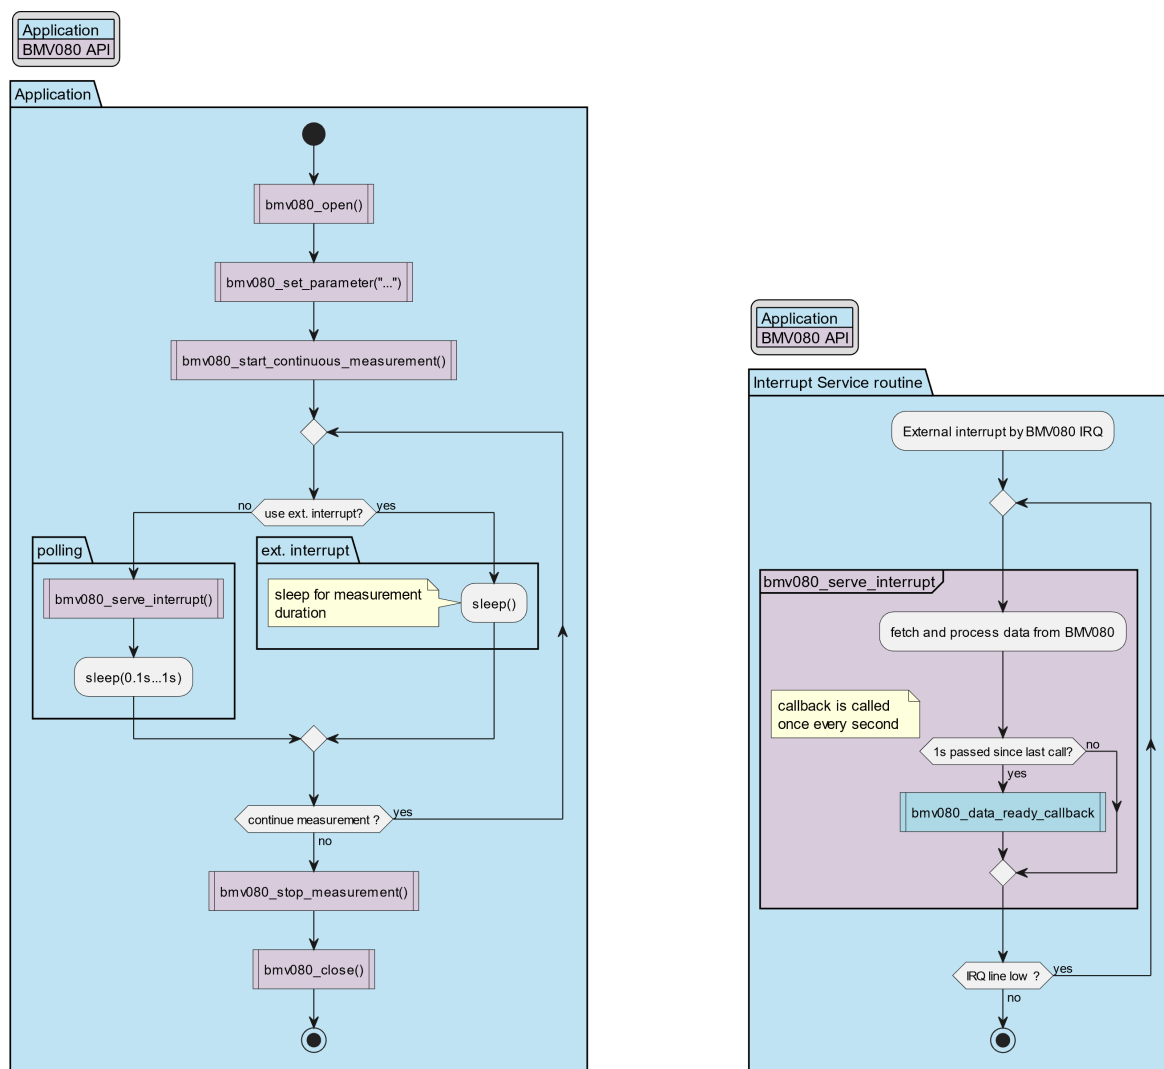 Application
BMV080 API
Application
bmv080_open()
bmv080_set_parameter("...")
bmv080_start_continuous_measurement()
use ext. interrupt?
no
yes
polling
bmv080_serve_interrupt()
sleep(0.1s...1s)
ext. interrupt
sleep for measurement
duration
sleep()
continue measurement ?
yes
no
bmv080_stop_measurement()
bmv080_close()
Application
BMV080 API
Interrupt Service routine
External interrupt by BMV080 IRQ
bmv080_serve_interrupt
fetch and process data from BMV080
callback is called
once every second
1s passed since last call?
no
yes
bmv080_data_ready_callback
IRQ line low ?
yes
no